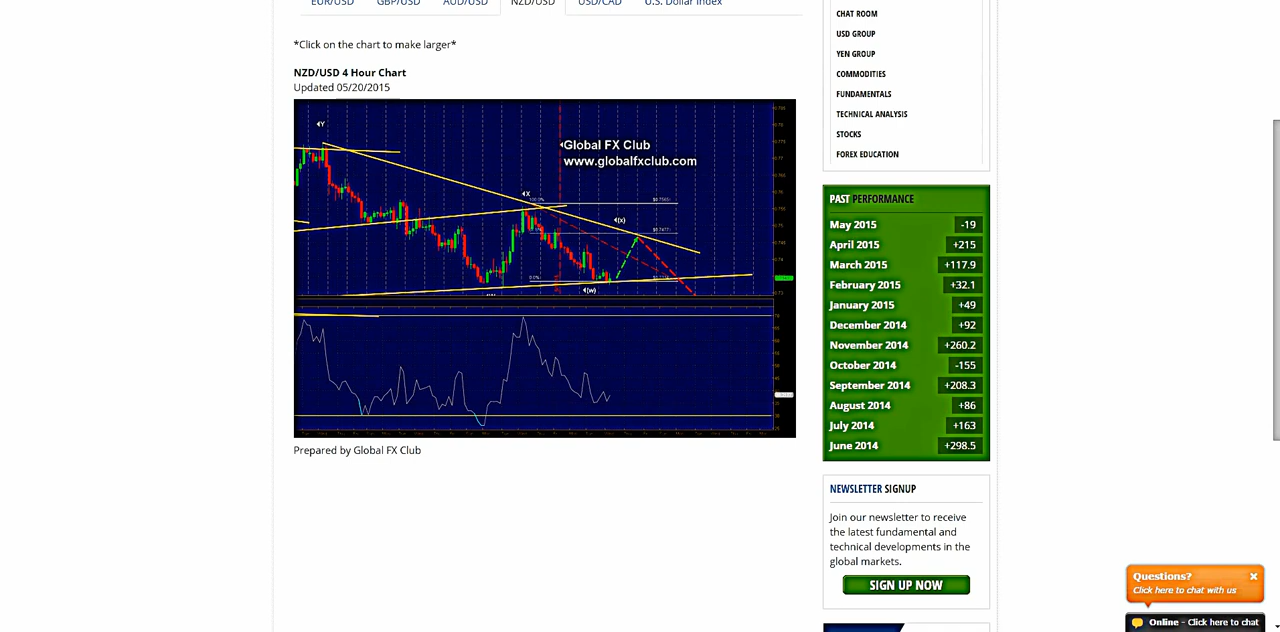 EUR/USD GBP/USD AUD/USD NZD/USD USD/CAD U.S. Dollar Index
*Click on the chart to make larger*
NZD/USD 4 Hour Chart
Updated 05/20/2015
Y
Global FX Club
www.globalfxclub.com
X
100.0%
(x)
0.0%
(w)
Prepared by Global FX Club
CHAT ROOM
USD GROUP
YEN GROUP
COMMODITIES
FUNDAMENTALS
TECHNICAL ANALYSIS
STOCKS
FOREX EDUCATION
PAST PERFORMANCE
May 2015 -19
April 2015 +215
March 2015 +117.9
February 2015 +32.1
January 2015 +49
December 2014 +92
November 2014 +260.2
October 2014 -155
September 2014 +208.3
August 2014 +86
July 2014 +163
June 2014 +298.5
NEWSLETTER SIGNUP
Join our newsletter to receive
the latest fundamental and
technical developments in the
global markets.
SIGN UP NOW
Questions?
Click here to chat with us
Online - Click here to chat